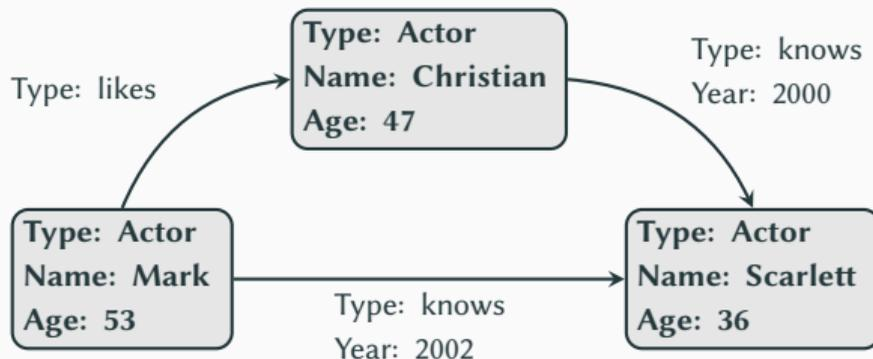 Type: Actor
Name: Christian
Age: 47
Type: likes
Type: knows
Year: 2000
Type: Actor
Name: Mark
Age: 53
Type: knows
Year: 2002
Type: Actor
Name: Scarlett
Age: 36